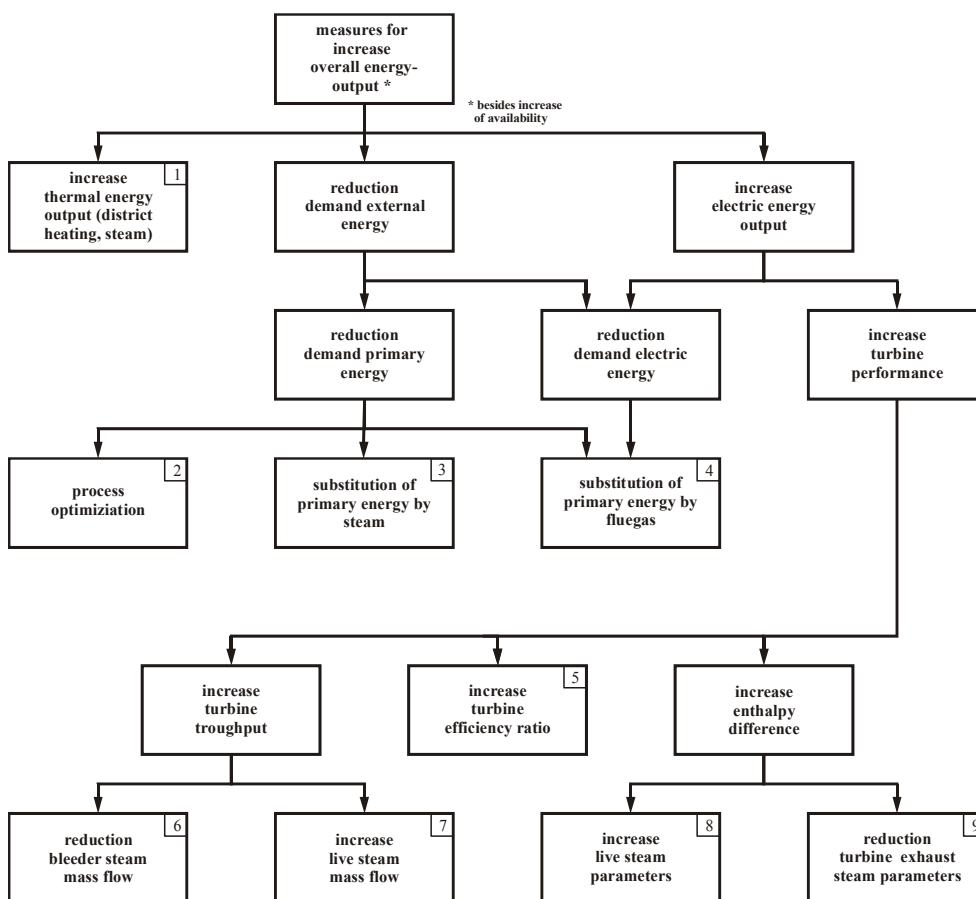 measures for
increase
overall energy-
output *
* besides increase
of availability
1
increase
thermal energy
output (district
heating, steam)
reduction
demand external
energy
increase
electric energy
output
reduction
demand primary
energy
reduction
demand electric
energy
increase
turbine
performance
2
process
optimiziation
3
substitution of
primary energy by
steam
4
substitution of
primary energy by
fluegas
increase
turbine
troughput
5
increase
turbine
efficiency ratio
increase
enthalpy
difference
6
reduction
bleeder steam
mass flow
7
increase
live steam
mass flow
8
increase
live steam
parameters
9
reduction
turbine exhaust
steam parameters